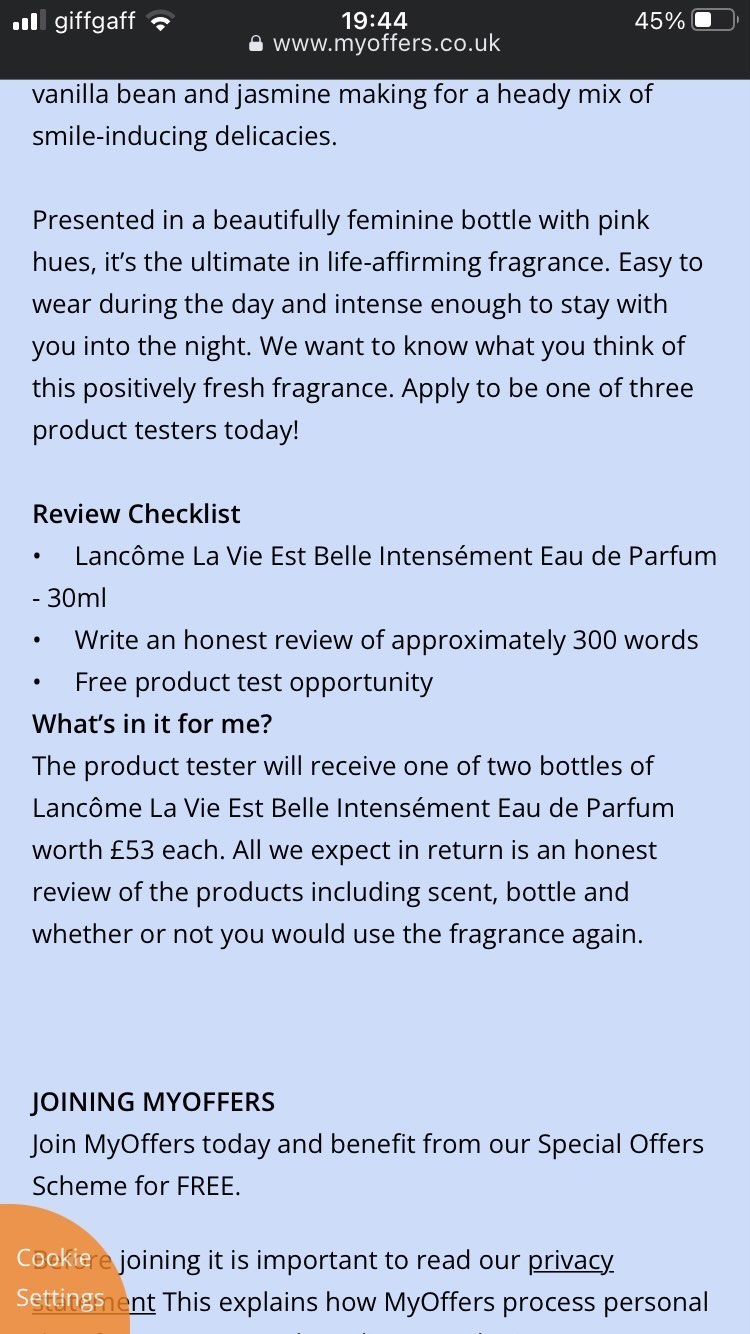 giffgaff 19:44 45%
www.myoffers.co.uk
vanilla bean and jasmine making for a heady mix of
smile-inducing delicacies.
Presented in a beautifully feminine bottle with pink
hues, it’s the ultimate in life-affirming fragrance. Easy to
wear during the day and intense enough to stay with
you into the night. We want to know what you think of
this positively fresh fragrance. Apply to be one of three
product testers today!
Review Checklist
• Lancôme La Vie Est Belle Intensément Eau de Parfum
- 30ml
• Write an honest review of approximately 300 words
• Free product test opportunity
What’s in it for me?
The product tester will receive one of two bottles of
Lancôme La Vie Est Belle Intensément Eau de Parfum
worth £53 each. All we expect in return is an honest
review of the products including scent, bottle and
whether or not you would use the fragrance again.
JOINING MYOFFERS
Join MyOffers today and benefit from our Special Offers
Scheme for FREE.
Before joining it is important to read our privacy
statement This explains how MyOffers process personal
Cookie
Settings